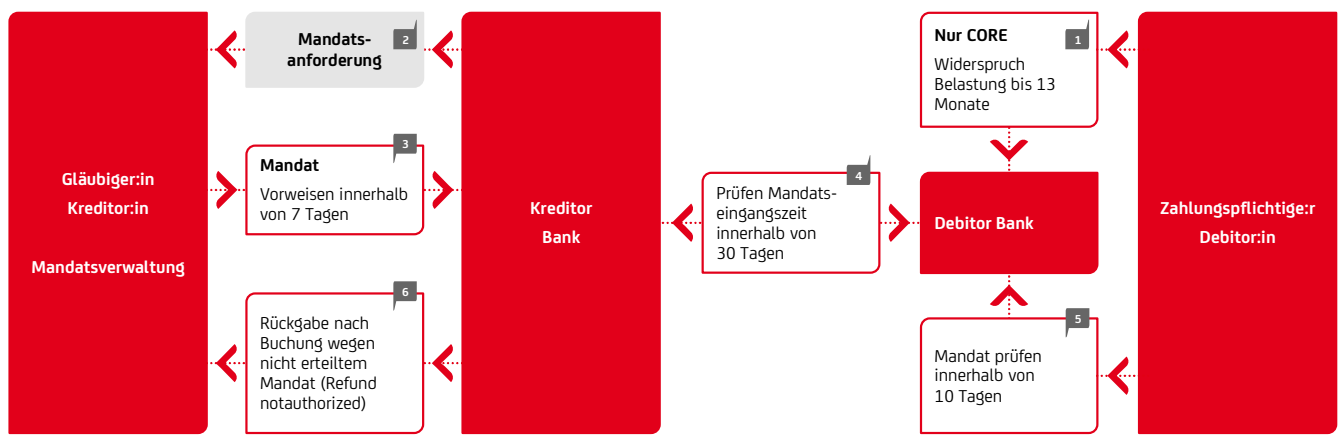 Gläubiger:in
Kreditor:in
Mandatsverwaltung
Mandats-
anforderung
2
3
Mandat
Vorweisen innerhalb
von 7 Tagen
6
Rückgabe nach
Buchung wegen
nicht erteiltem
Mandat (Refund
notauthorized)
Kreditor
Bank
4
Prüfen Mandats-
eingangszeit
innerhalb von
30 Tagen
Nur CORE
1
Widerspruch
Belastung bis 13
Monate
Debitor Bank
5
Mandat prüfen
innerhalb von
10 Tagen
Zahlungspflichtige:r
Debitor:in